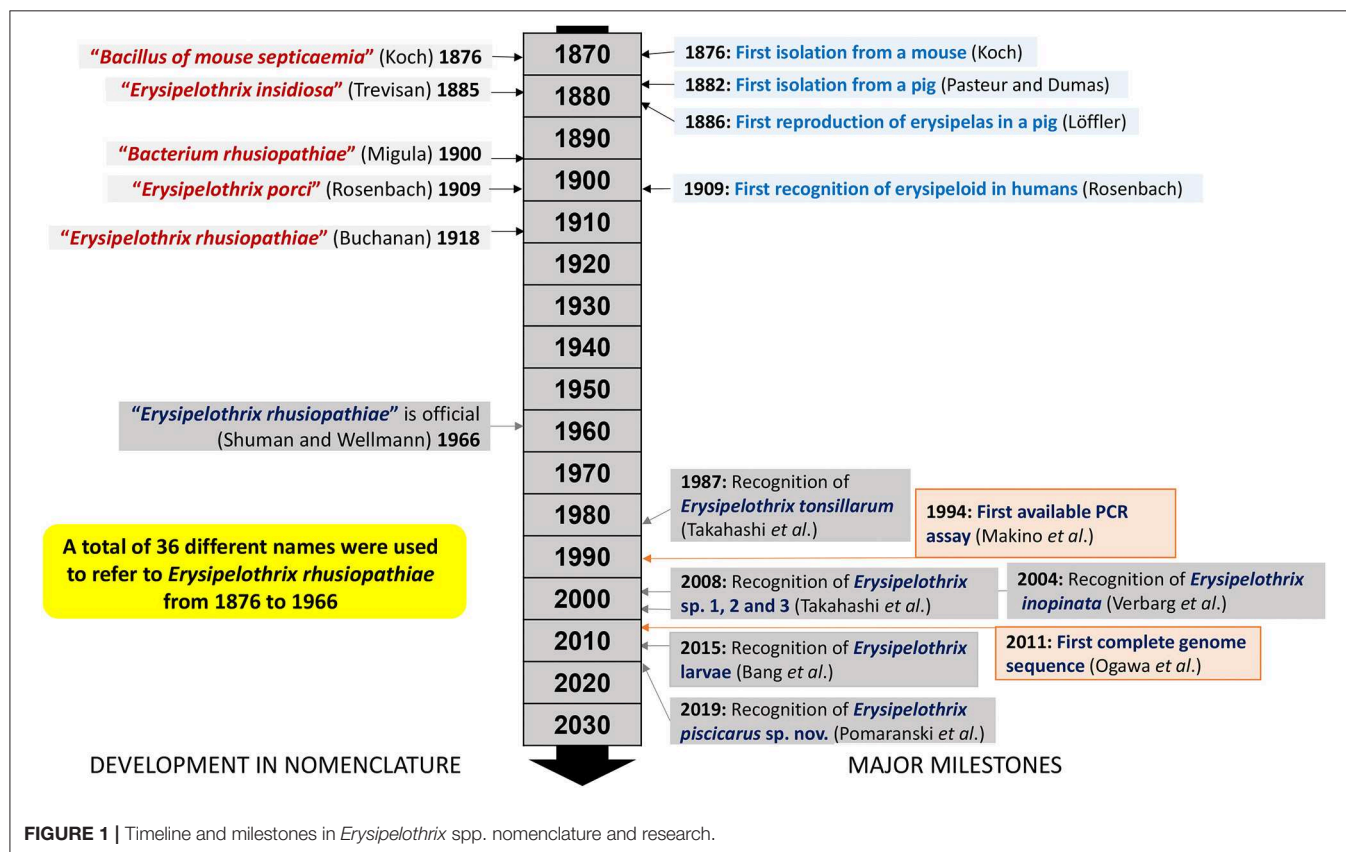 “Bacillus of mouse septicaemia” (Koch) 1876
“Erysipelothrix insidiosa” (Trevisan) 1885
“Bacterium rhusiopathiae” (Migula) 1900
“Erysipelothrix porci” (Rosenbach) 1909
“Erysipelothrix rhusiopathiae” (Buchanan) 1918
“Erysipelothrix rhusiopathiae” is official
(Shuman and Wellmann) 1966
A total of 36 different names were used
to refer to Erysipelothrix rhusiopathiae
from 1876 to 1966
DEVELOPMENT IN NOMENCLATURE
1870
1880
1890
1900
1910
1920
1930
1940
1950
1960
1970
1980
1990
2000
2010
2020
2030
1876: First isolation from a mouse (Koch)
1882: First isolation from a pig (Pasteur and Dumas)
1886: First reproduction of erysipelas in a pig (Löffler)
1909: First recognition of erysipeloid in humans (Rosenbach)
1987: Recognition of
Erysipelothrix tonsillarum
(Takahashi et al.)
1994: First available PCR
assay (Makino et al.)
2008: Recognition of Erysipelothrix
sp. 1, 2 and 3 (Takahashi et al.)
2004: Recognition of Erysipelothrix
inopinata (Verbarg et al.)
2011: First complete genome
sequence (Ogawa et al.)
2015: Recognition of Erysipelothrix
larvae (Bang et al.)
2019: Recognition of Erysipelothrix
piscicarus sp. nov. (Pomaranski et al.)
MAJOR MILESTONES
FIGURE 1 | Timeline and milestones in Erysipelothrix spp. nomenclature and research.